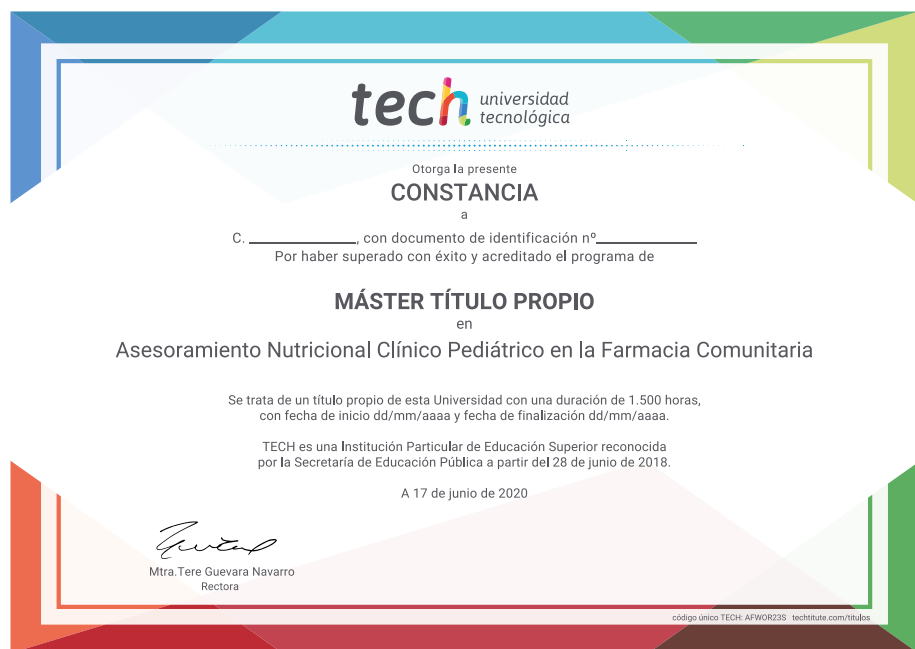 tech universidad
tecnológica
Otorga la presente
CONSTANCIA
a
C. ____________, con documento de identificación nº____________
Por haber superado con éxito y acreditado el programa de
MÁSTER TÍTULO PROPIO
en
Asesoramiento Nutricional Clínico Pediátrico en la Farmacia Comunitaria
Se trata de un título propio de esta Universidad con una duración de 1.500 horas,
con fecha de inicio dd/mm/aaaa y fecha de finalización dd/mm/aaaa.
TECH es una Institución Particular de Educación Superior reconocida
por la Secretaría de Educación Pública a partir del 28 de junio de 2018.
A 17 de junio de 2020
Mtra.Tere Guevara Navarro
Rectora
código único TECH: AFWOR23S techtitute.com/titulos